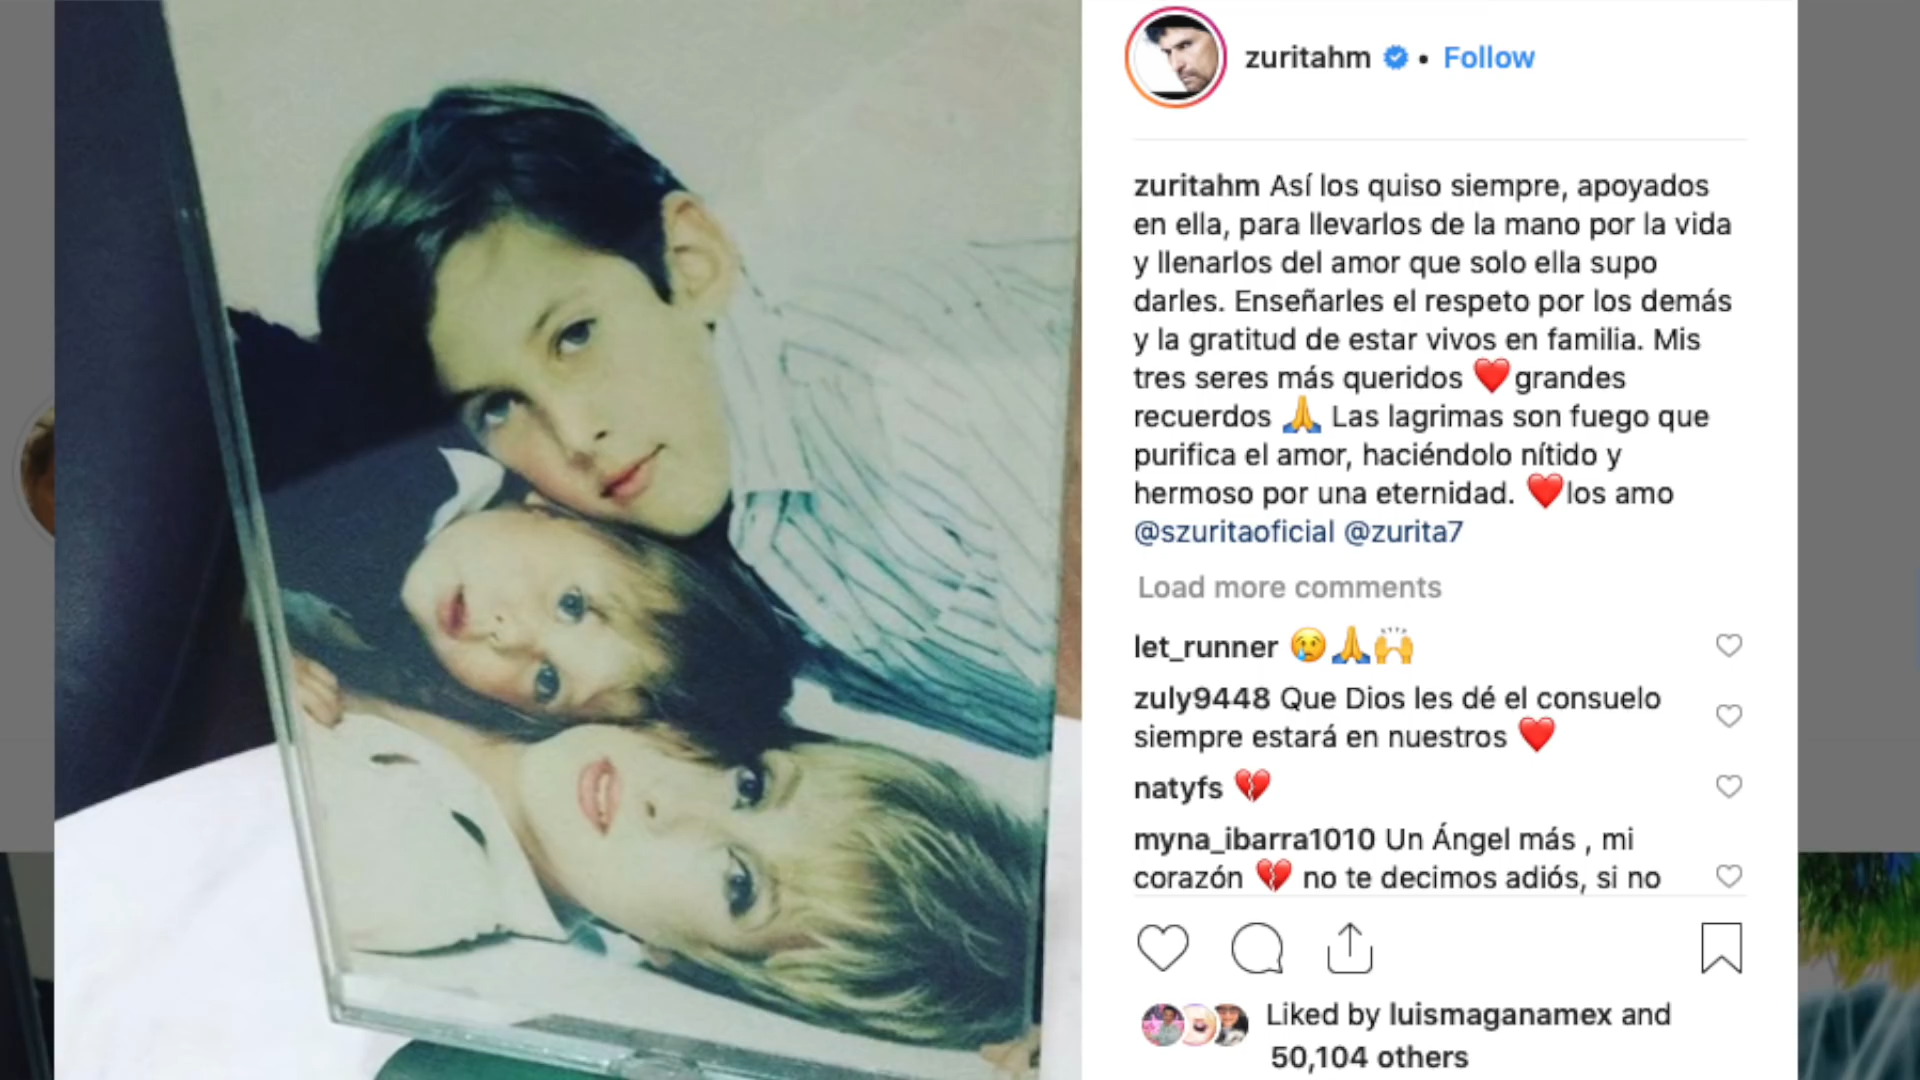 zuritahm • Follow
zuritahm Así los quiso siempre, apoyados
en ella, para llevarlos de la mano por la vida
y llenarlos del amor que solo ella supo
darles. Enseñarles el respeto por los demás
y la gratitud de estar vivos en familia. Mis
tres seres más queridos ❤️grandes
recuerdos 🙏 Las lagrimas son fuego que
purifica el amor, haciéndolo nítido y
hermoso por una eternidad. ❤️los amo
@szuritaoficial @zurita7
Load more comments
let_runner 😢🙏🙌
zuly9448 Que Dios les dé el consuelo
siempre estará en nuestros ❤️
natyfs 💔
myna_ibarra1010 Un Ángel más , mi
corazón 💔 no te decimos adiós, si no
Liked by luismaganamex and
50,104 others